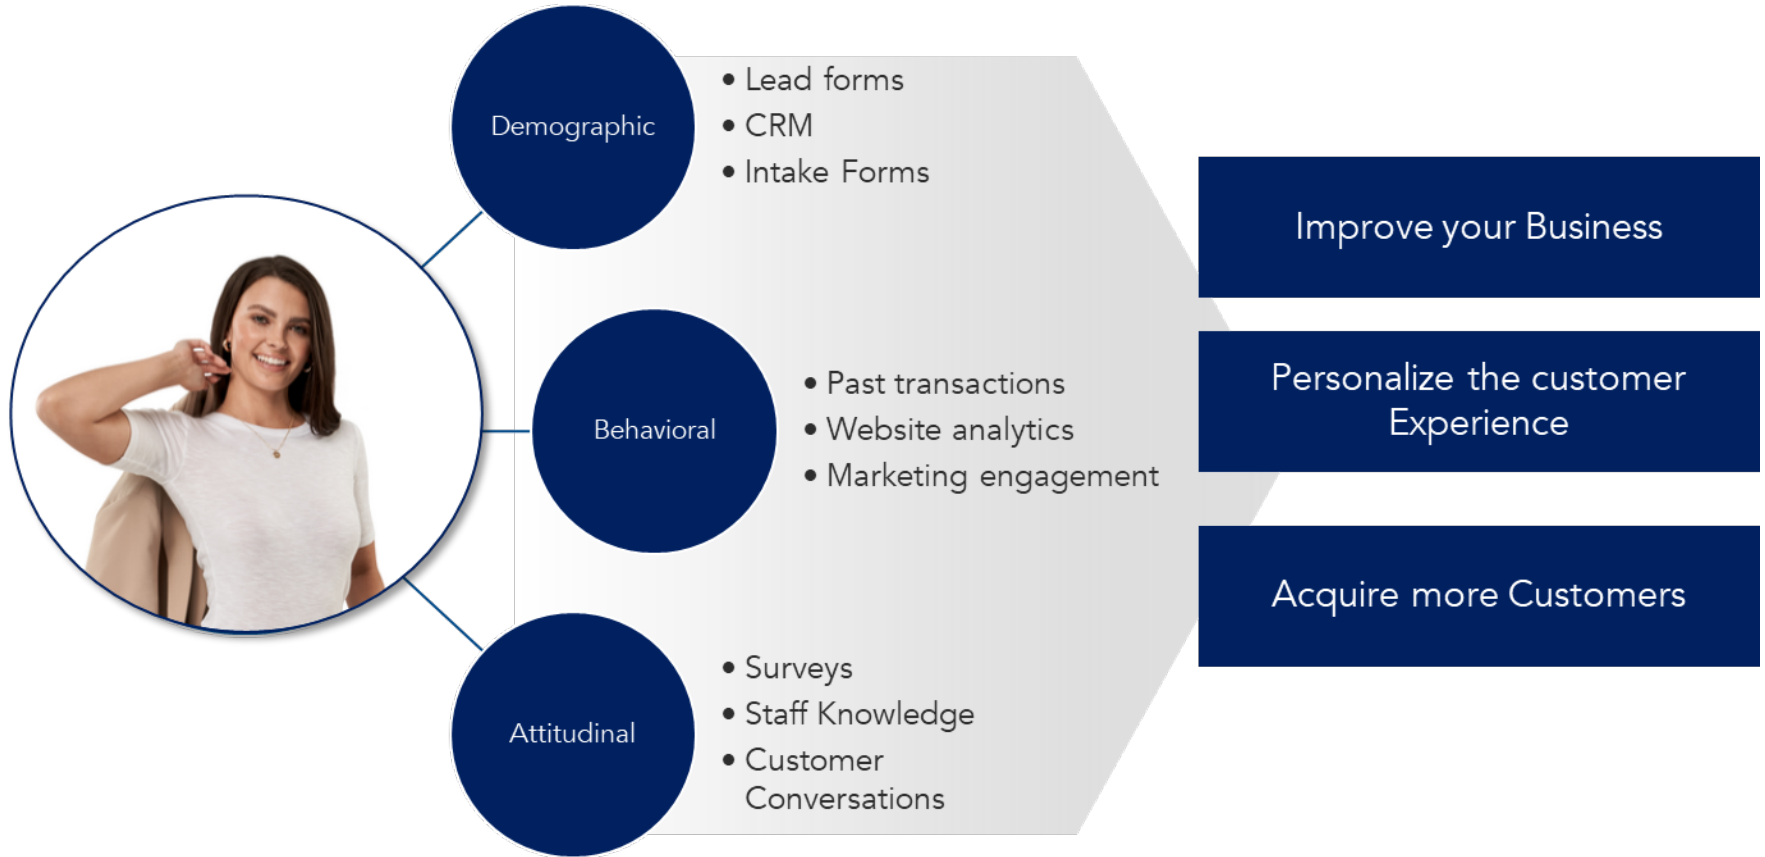 Demographic
• Lead forms
• CRM
• Intake Forms
Behavioral
• Past transactions
• Website analytics
• Marketing engagement
Attitudinal
• Surveys
• Staff Knowledge
• Customer
Conversations
Improve your Business
Personalize the customer
Experience
Acquire more Customers